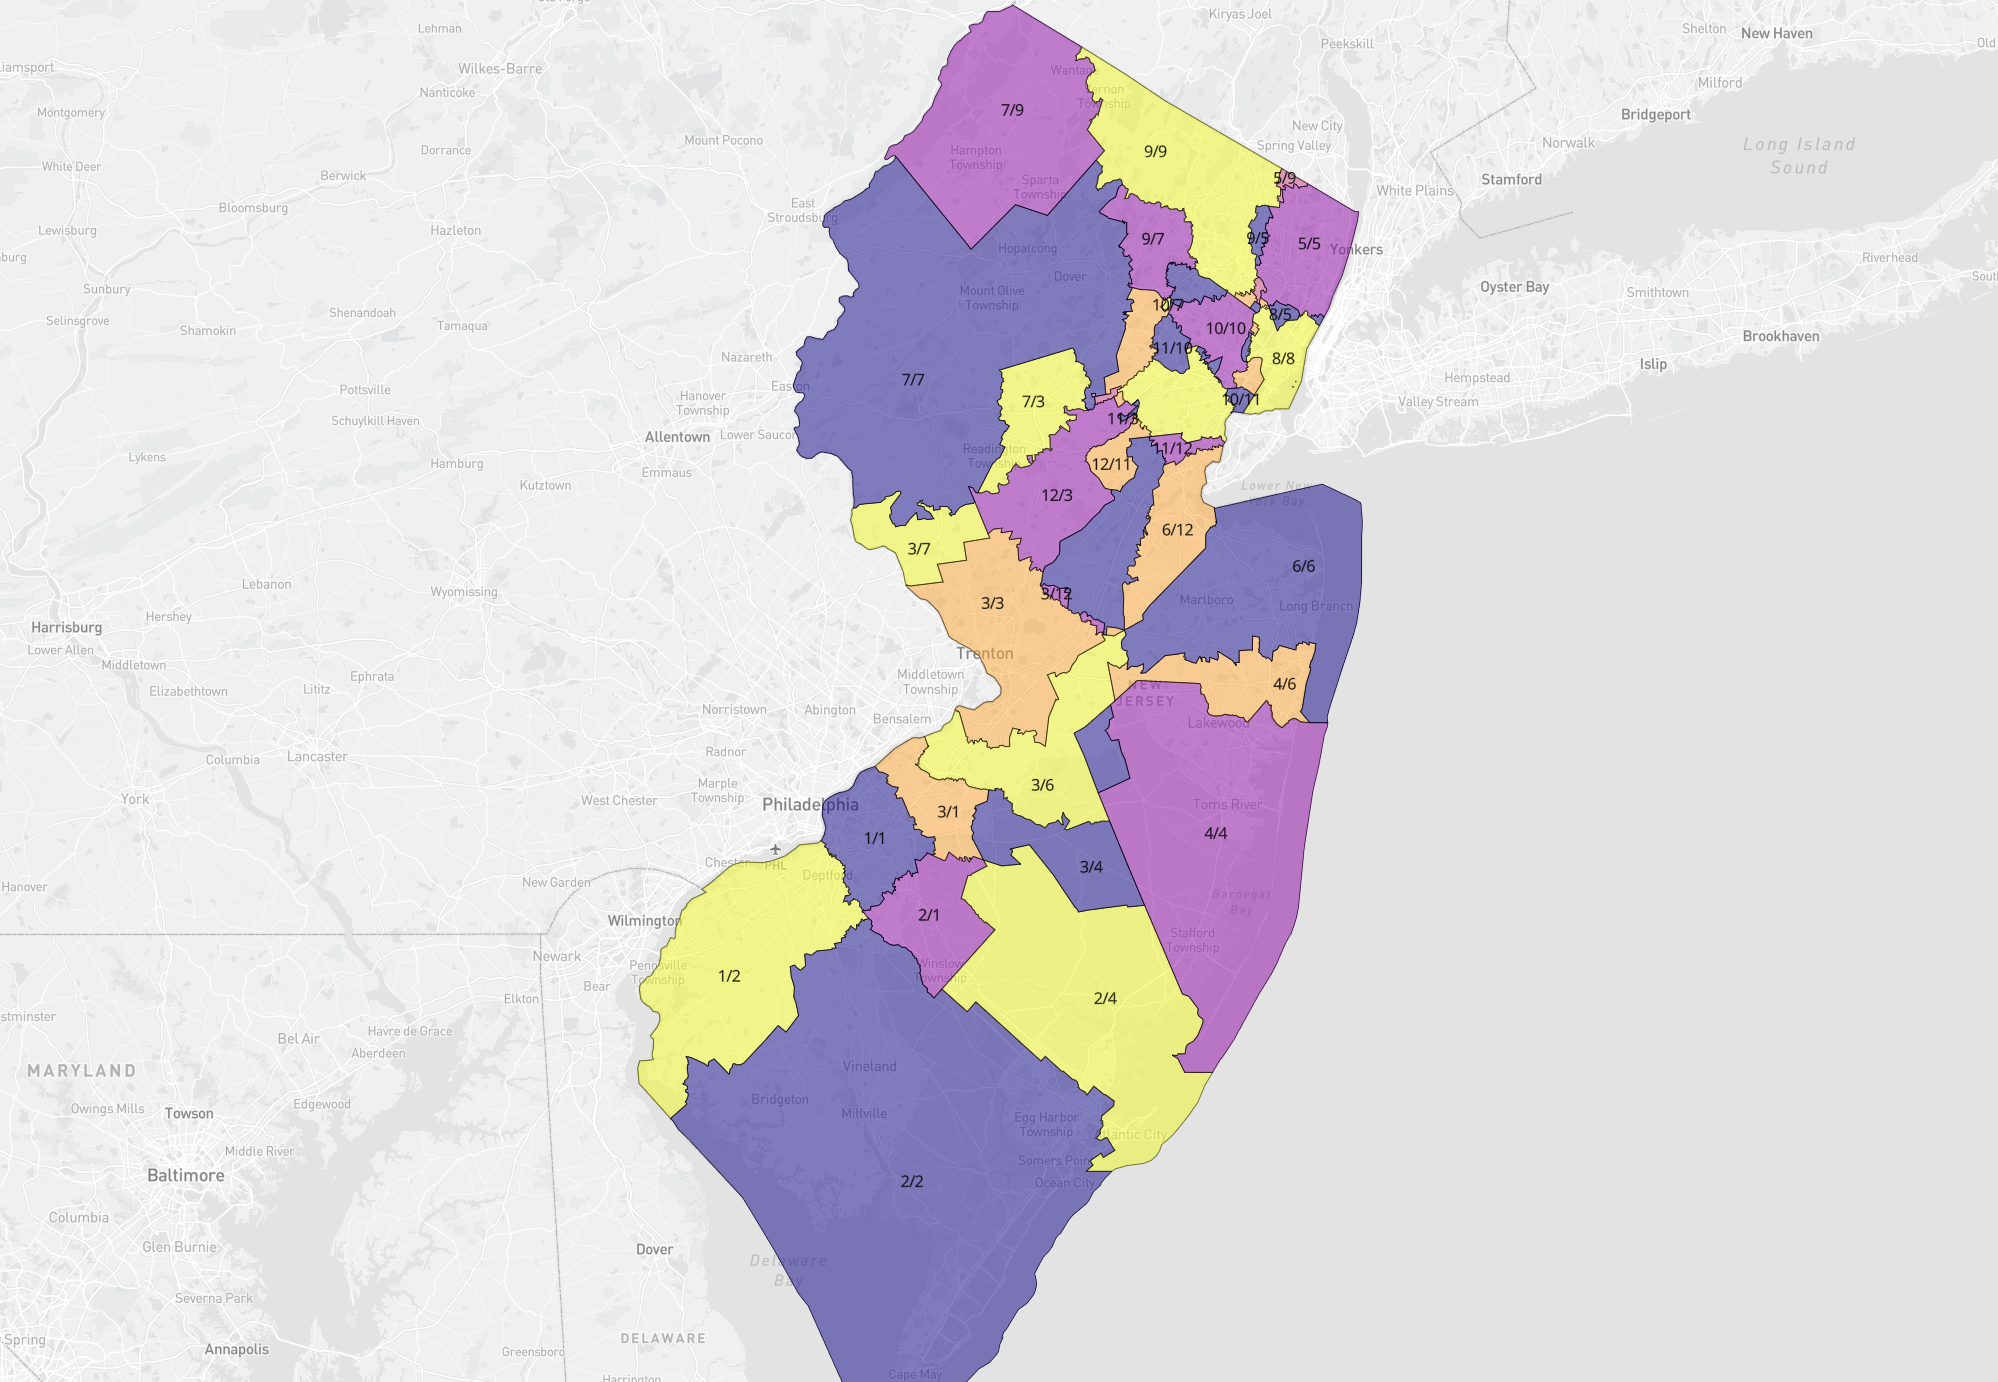 Kiryas Joel
Lehman
Shelton
New Haven
Old
liamsport
Wilkes-Barre
Peekskill
Wantage
Milford
Nanticoke
Montgomery
7/9
Bridgeport
New City
Mount Pocono
Norwalk
Long Island
Sound
Spring Valley
Dorrance
Hampton
Township
9/9
White Deer
Berwick
Sparta
Township
5/9
Stamford
White Plains
Bloomsburg
East
Stroudsburg
Lewisburg
Hazleton
9/7
9/5
5/5
Yonkers
Hopatcong
Riverhead
Dover
Sunbury
Mount Olive
Township
Oyster Bay
Smithtown
Shenandoah
10/7
Selinsgrove
Shamokin
Tamaqua
8/5
10/10
Brookhaven
11/10
Nazareth
8/8
Islip
7/7
Easton
Hempstead
Pottsville
Hanover
Township
7/3
10/11
Valley Stream
Schuylkill Haven
11/3
Allentown
Lower Saucon
Readington
Township
11/12
Lykens
Hamburg
12/11
Emmaus
Kutztown
Lower New
York Bay
12/3
6/12
3/7
6/6
Lebanon
Wyomissing
3/12
3/3
Marlboro
Long Branch
Hershey
Harrisburg
Lower Allen
Trenton
Middletown
Ephrata
Middletown
Township
4/6
NEW
JERSEY
Elizabethtown
Lititz
Norristown
Abington
Bensalem
Lakewood
Radnor
Columbia
Lancaster
3/6
Marple
Township
York
West Chester
Philadelphia
Toms River
3/1
1/1
4/4
Chester
PHL
3/4
Deptford
Hanover
New Garden
Barnegat
Bay
2/1
Wilmington
Stafford
Township
Newark
Pennsville
Township
Winslow
Township
1/2
Bear
Elkton
2/4
stminster
Havre de Grace
Bel Air
Aberdeen
MARYLAND
Vineland
Bridgeton
Millville
Owings Mills
Towson
Edgewood
Egg Harbor
Township
Atlantic City
Middle River
Somers Point
Baltimore
2/2
Ocean City
Columbia
Glen Burnie
Dover
Delaware
Bay
Severna Park
Spring
Annapolis
DELAWARE
Greensboro
Cape May
Harrington